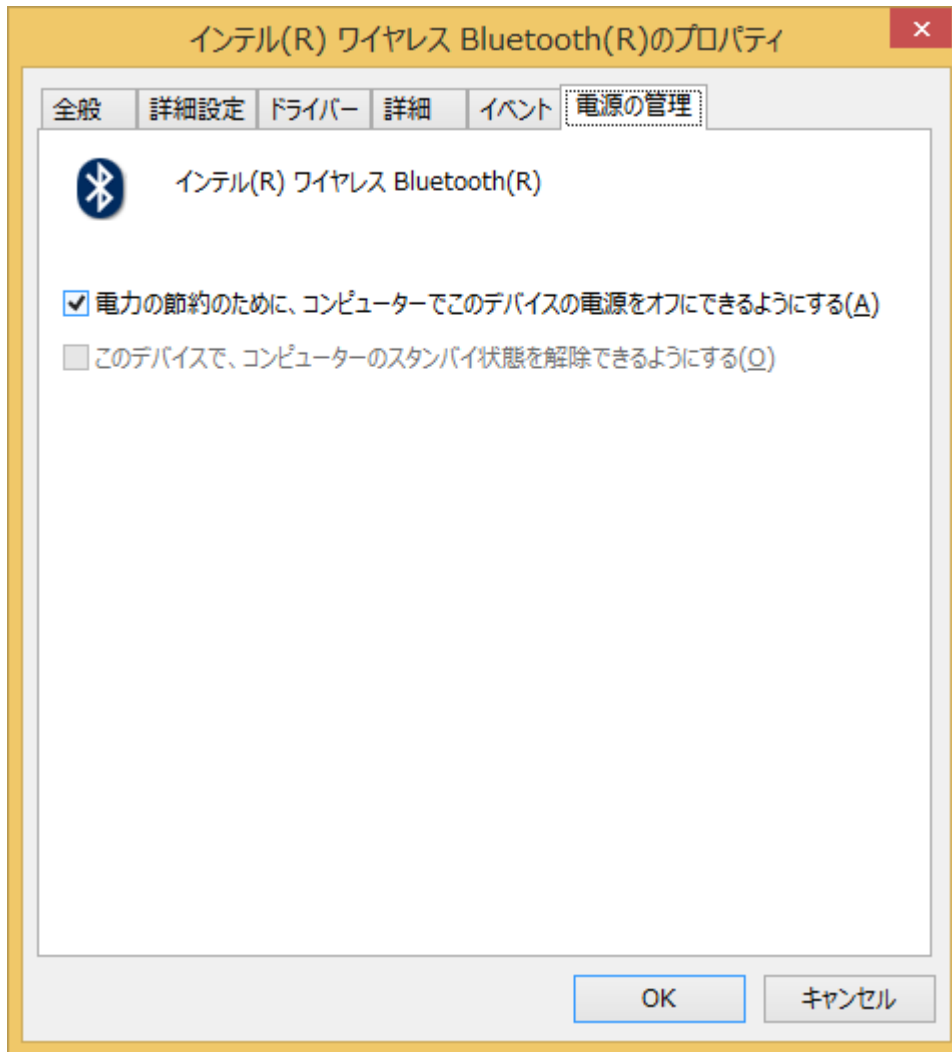 インテル(R) ワイヤレス Bluetooth(R)のプロパティ
全般 詳細設定 ドライバー 詳細 イベント 電源の管理
インテル(R) ワイヤレス Bluetooth(R)
電力の節約のために、コンピューターでこのデバイスの電源をオフにできるようにする(A)
このデバイスで、コンピューターのスタンバイ状態を解除できるようにする(O)
OK キャンセル